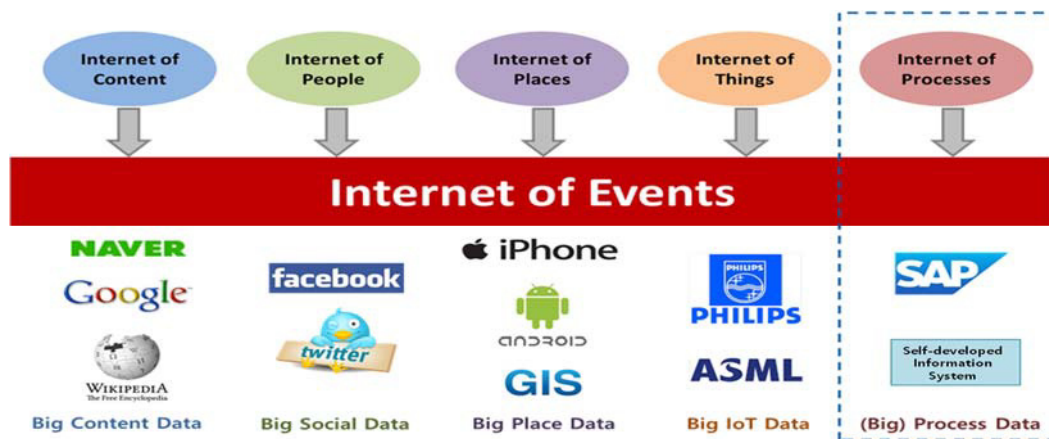 Internet of
Content
Internet of
People
Internet of
Places
Internet of
Things
Internet of
Processes
Internet of Events
NAVER
Google
WIKIPEDIA
The Free Encyclopedia
Big Content Data
facebook
twitter
Big Social Data
iPhone
ANDROID
GIS
Big Place Data
PHILIPS
PHILIPS
ASML
Big IoT Data
SAP
Self-developed
Information
System
(Big) Process Data